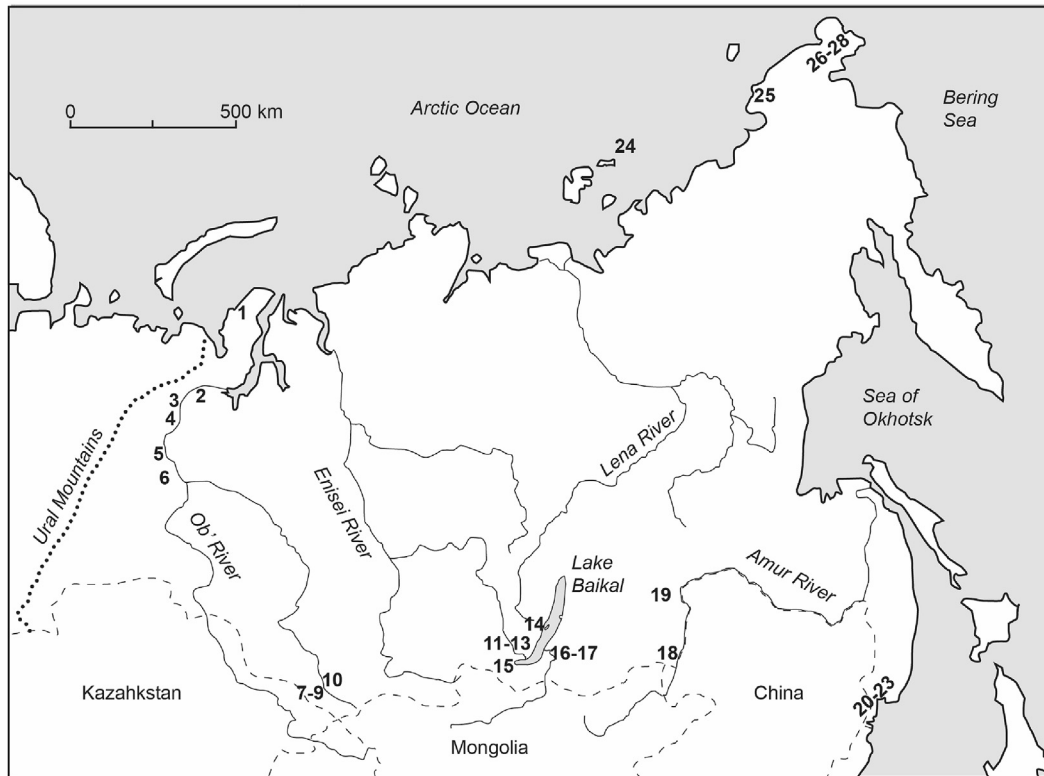 26-28
25
Bering
Sea
0 500 km
Arctic Ocean
24
1
2
3
4
5
6
Sea of
Okhotsk
Ural Mountains
Ob' River
Enisei River
Lena River
Lake
Baikal
Amur River
19
14
11-13
15
16-17
18
10
7-9
20-23
Kazahkstan
Mongolia
China